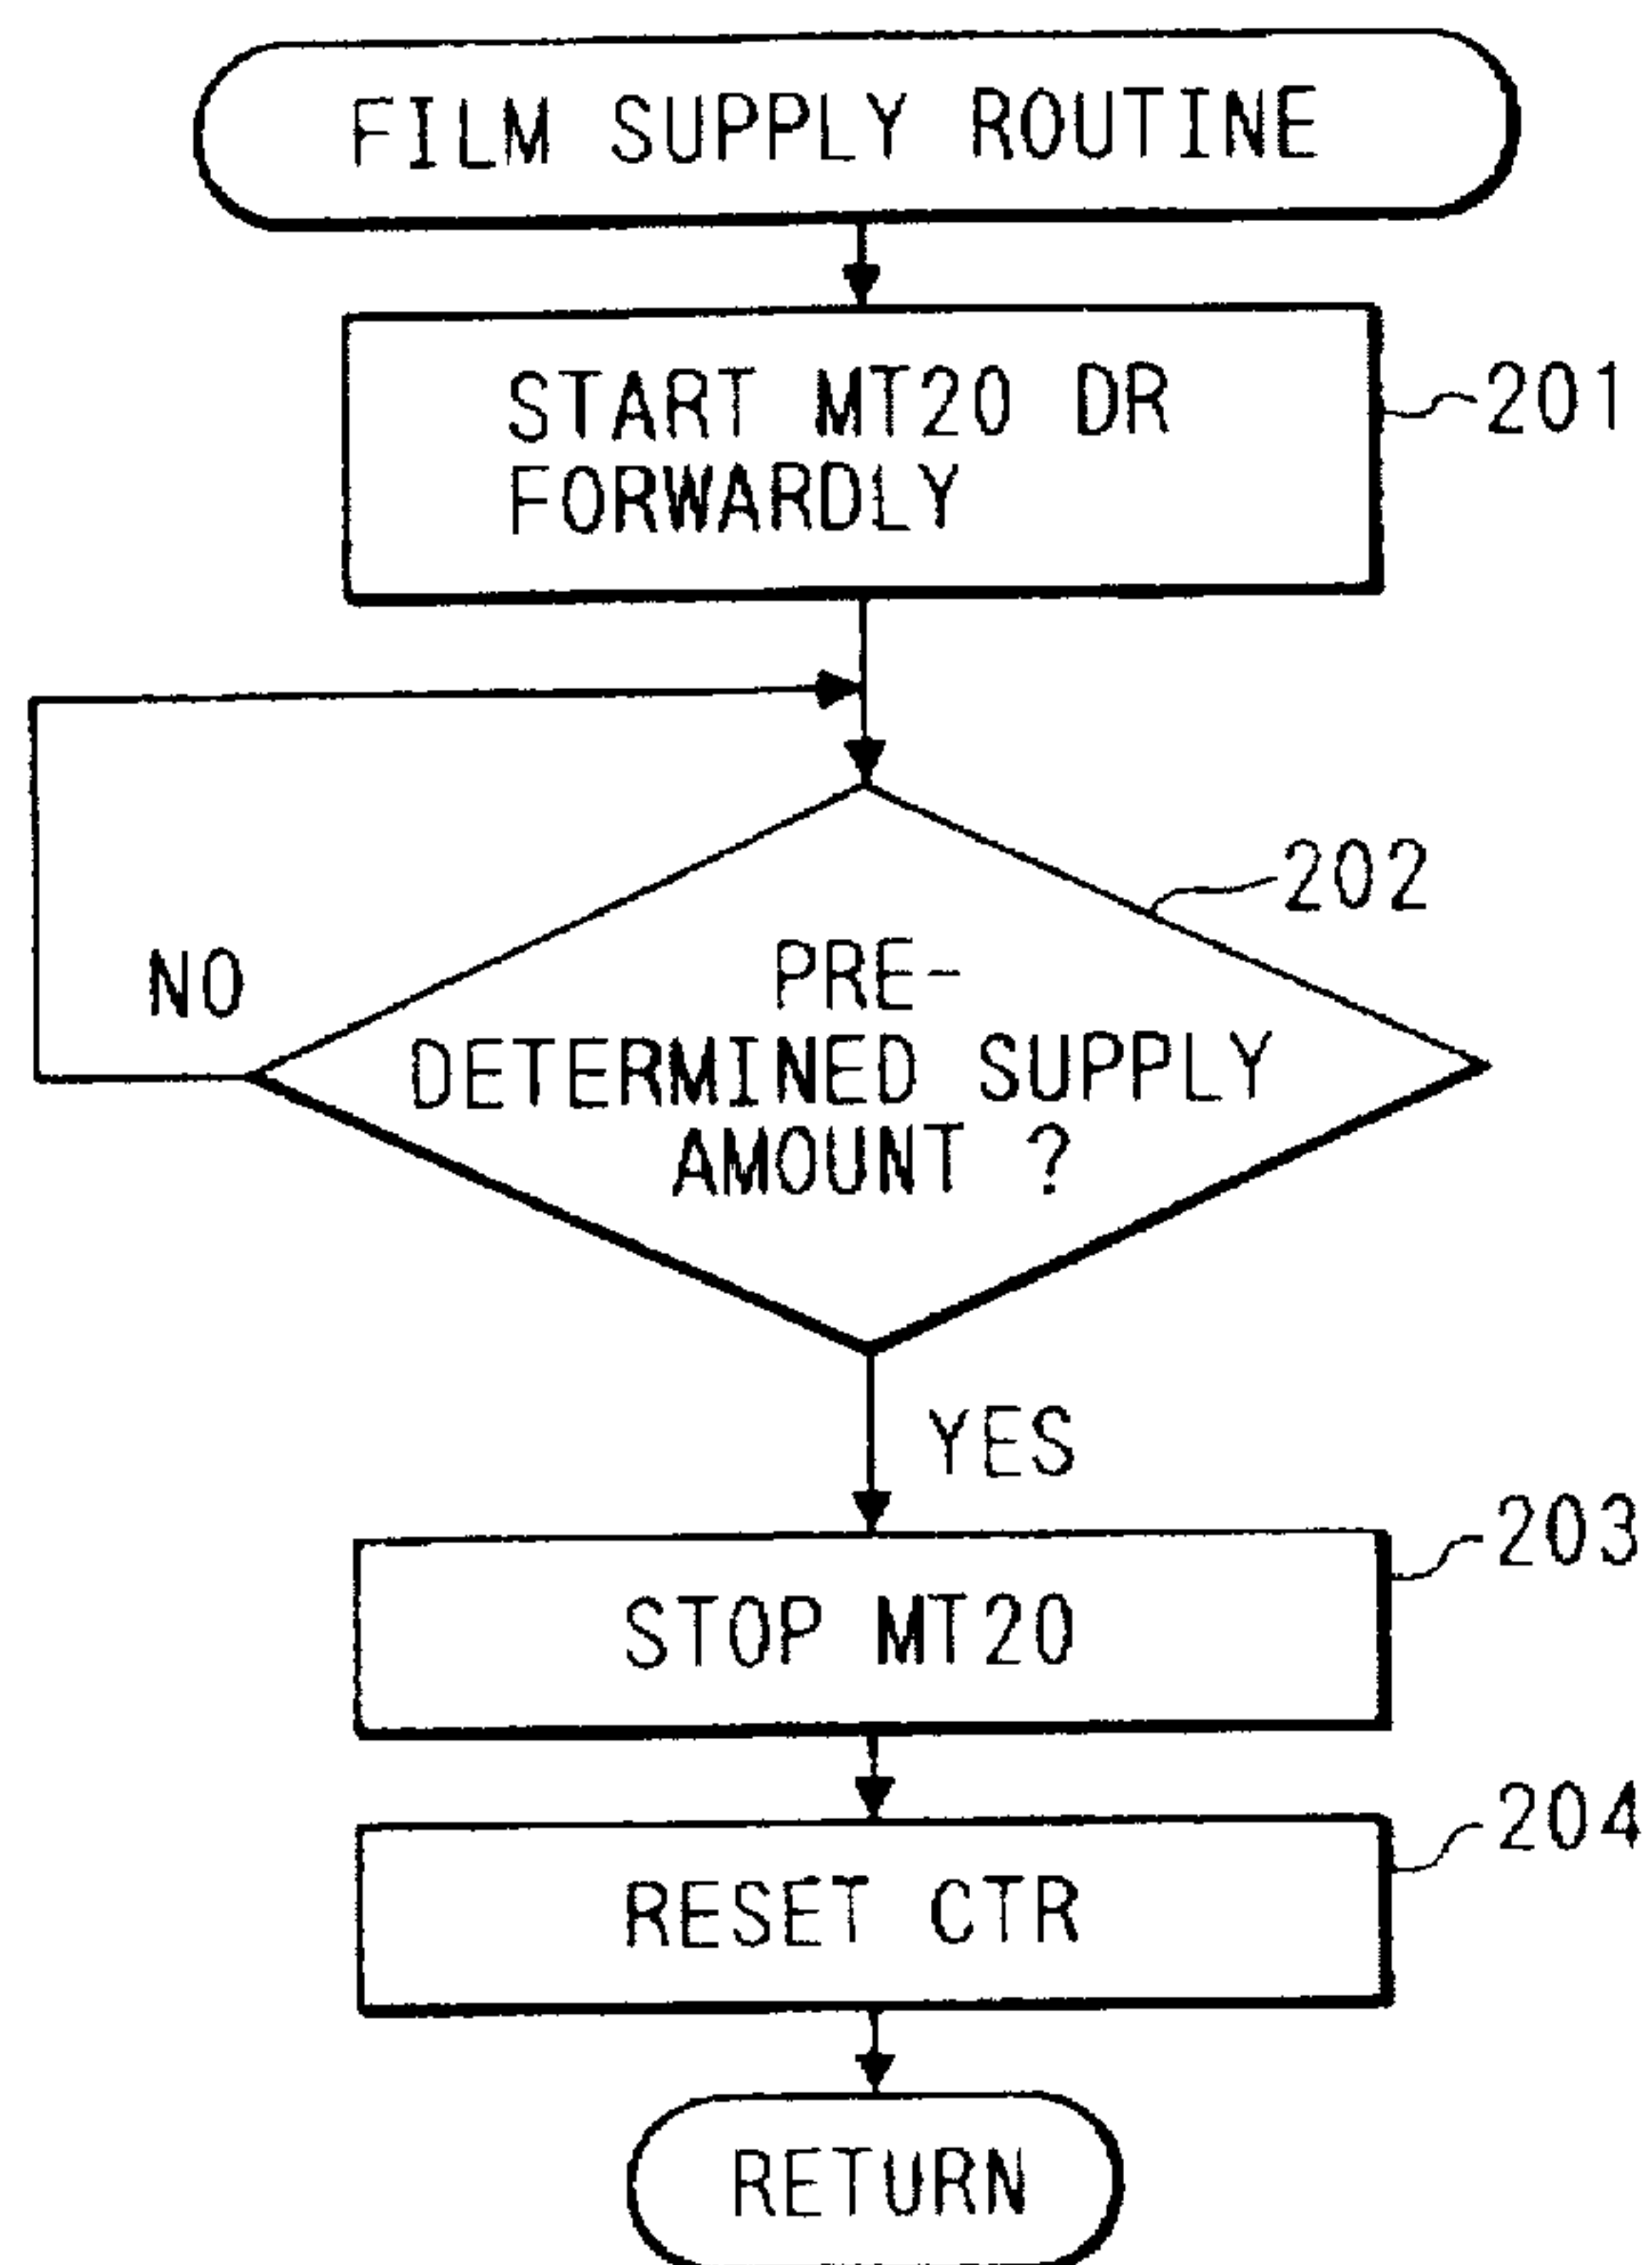 FILM SUPPLY ROUTINE
START MT20 DR
FORWARDLY
201
202
NO
PRE-
DETERMINED SUPPLY
AMOUNT ?
YES
203
STOP MT20
204
RESET CTR
RETURN